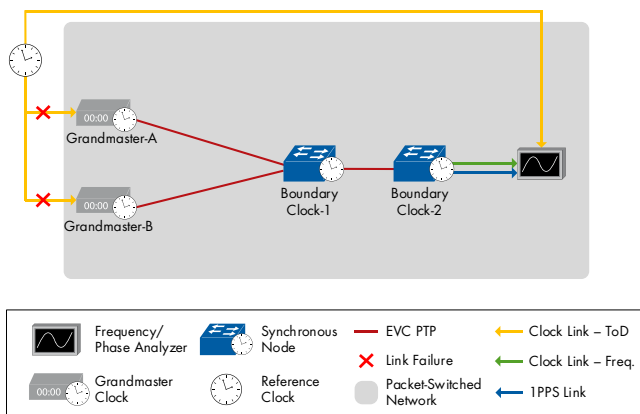 00:00
Grandmaster-A
00:00
Grandmaster-B
Boundary
Clock-1
Boundary
Clock-2
Frequency/
Phase Analyzer
Synchronous
Node
EVC PTP
Clock Link – ToD
Link Failure
Clock Link – Freq.
00:00
Grandmaster
Clock
Reference
Clock
Packet-Switched
Network
1PPS Link